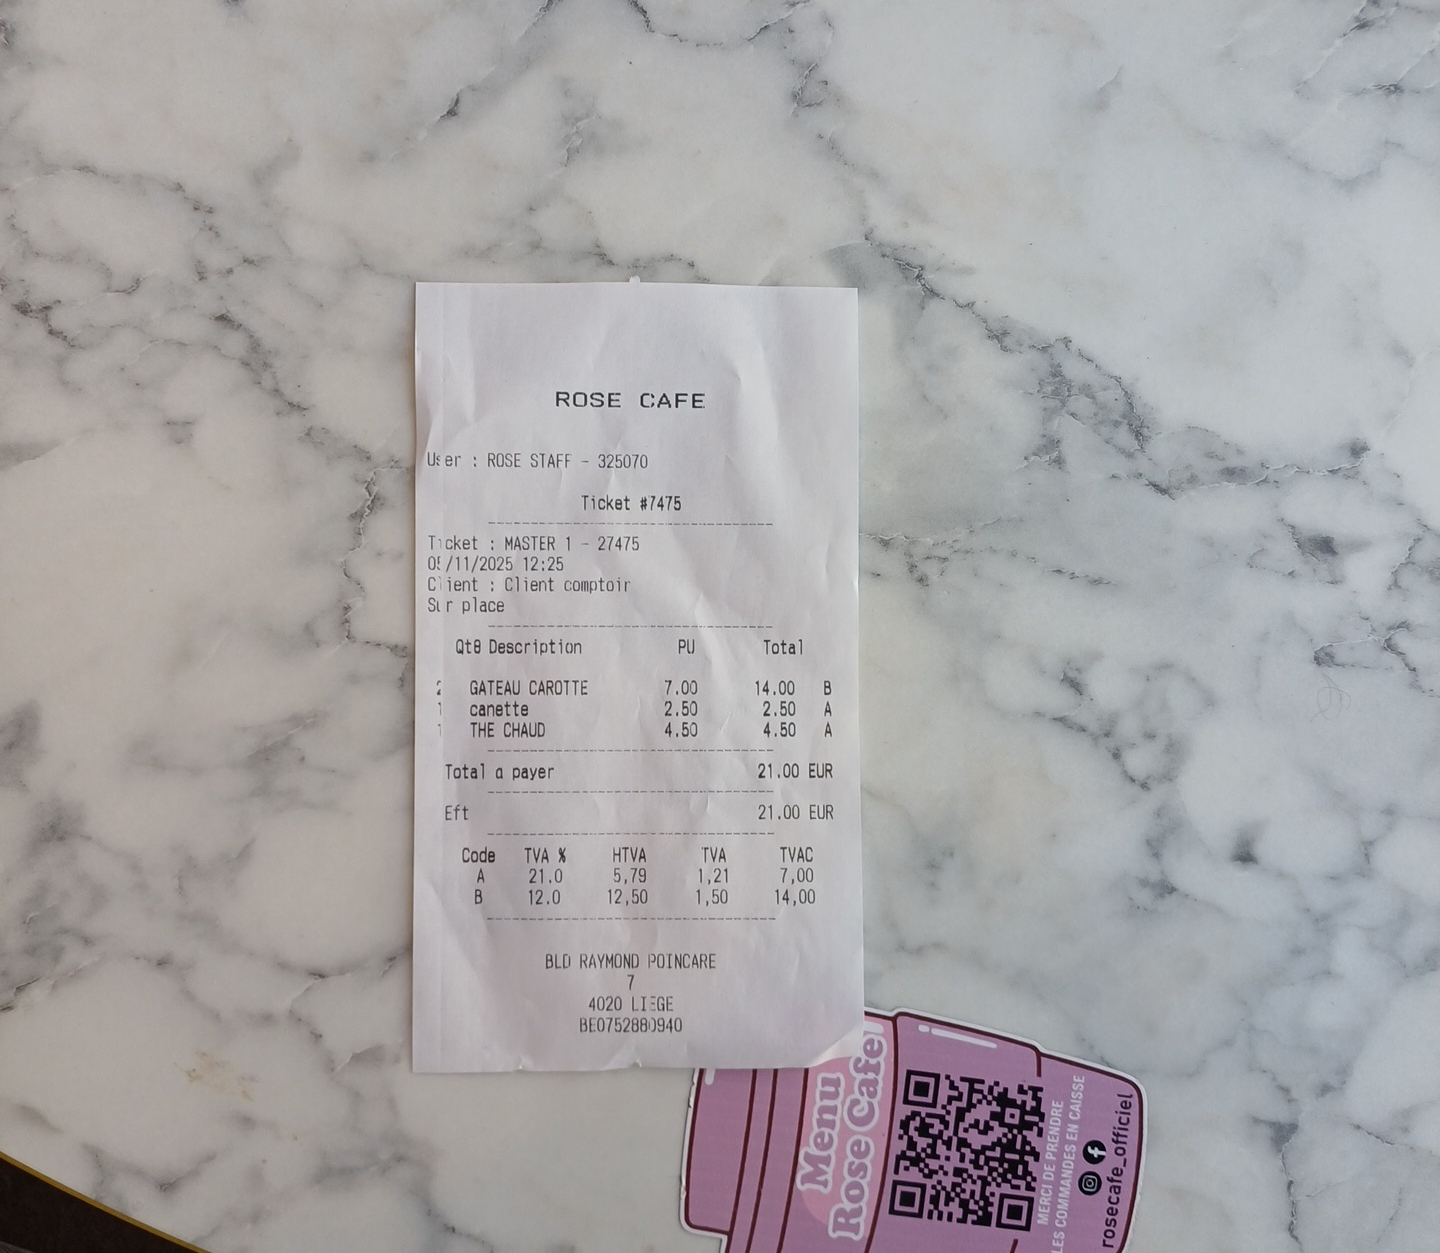 ROSE CAFE
User : ROSE STAFF - 325070
Ticket #7475
Ticket : MASTER 1 - 27475
05/11/2025 12:25
Client : Client comptoir
Sur place
Qt8 Description PU Total
2 GATEAU CAROTTE 7.00 14.00 B
1 canette 2.50 2.50 A
1 THE CHAUD 4.50 4.50 A
Total a payer 21.00 EUR
Eft 21.00 EUR
Code TVA % HTVA TVA TVAC
A 21.0 5,79 1,21 7,00
B 12.0 12,50 1,50 14,00
BLD RAYMOND POINCARE
7
4020 LIEGE
BE0752880940
Menu
Rose Cafe
MERCI DE PRENDRE
LES COMMANDES EN CAISSE
rosecafe_officiel